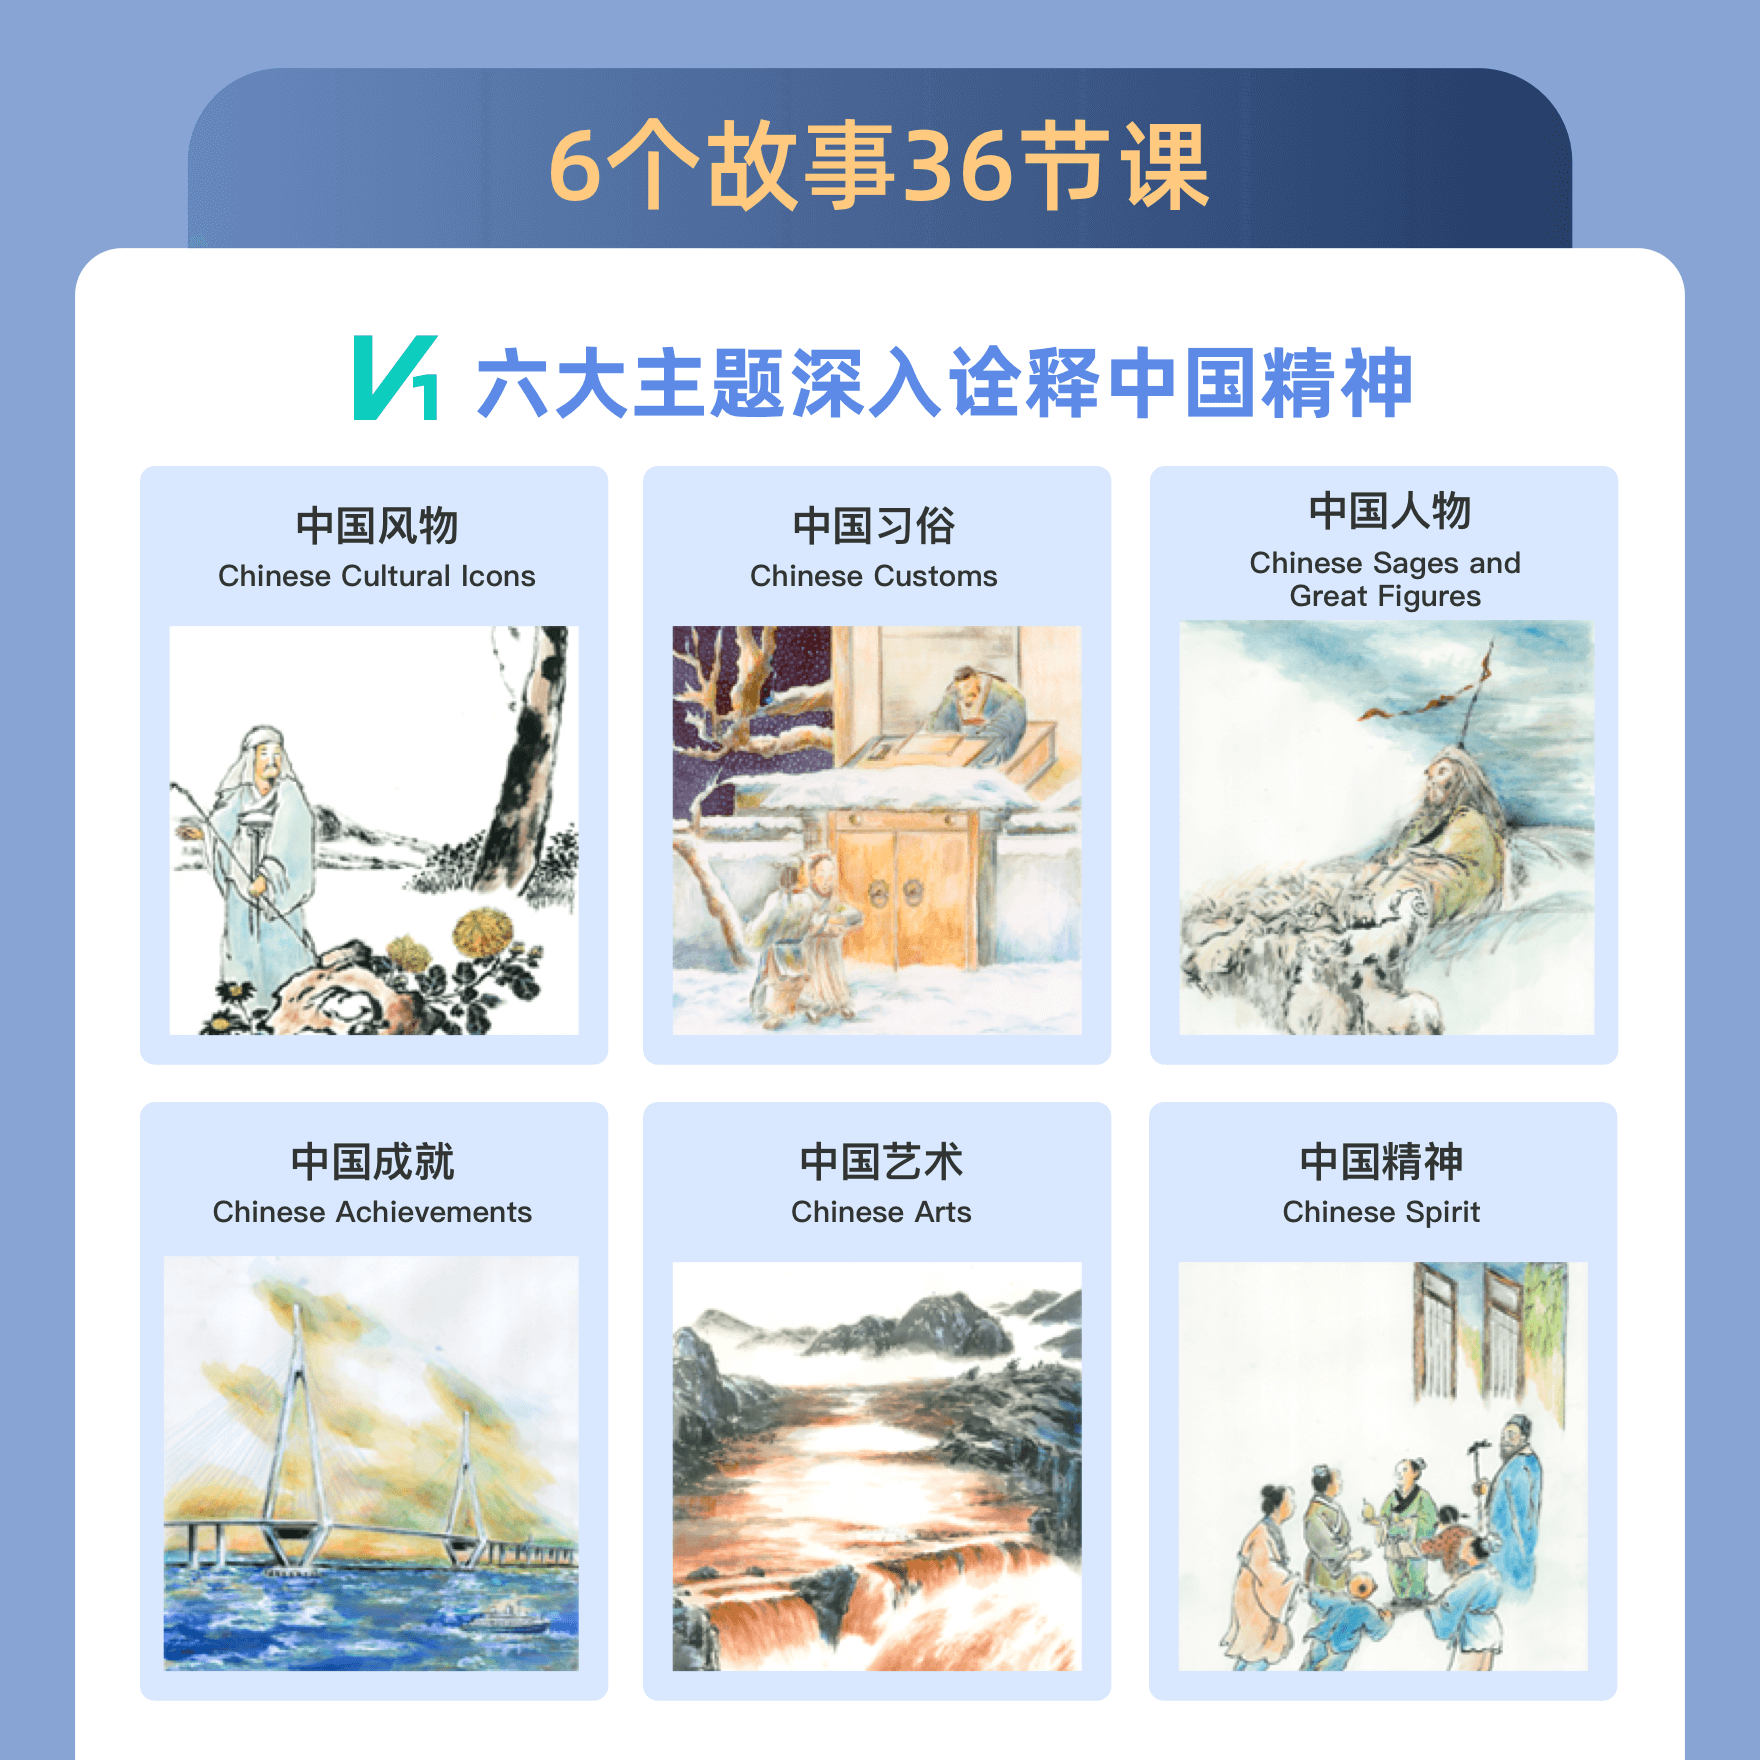 6个故事36节课
V1 六大主题深入诠释中国精神
中国风物
Chinese Cultural Icons
中国习俗
Chinese Customs
中国人物
Chinese Sages and
Great Figures
中国成就
Chinese Achievements
中国艺术
Chinese Arts
中国精神
Chinese Spirit